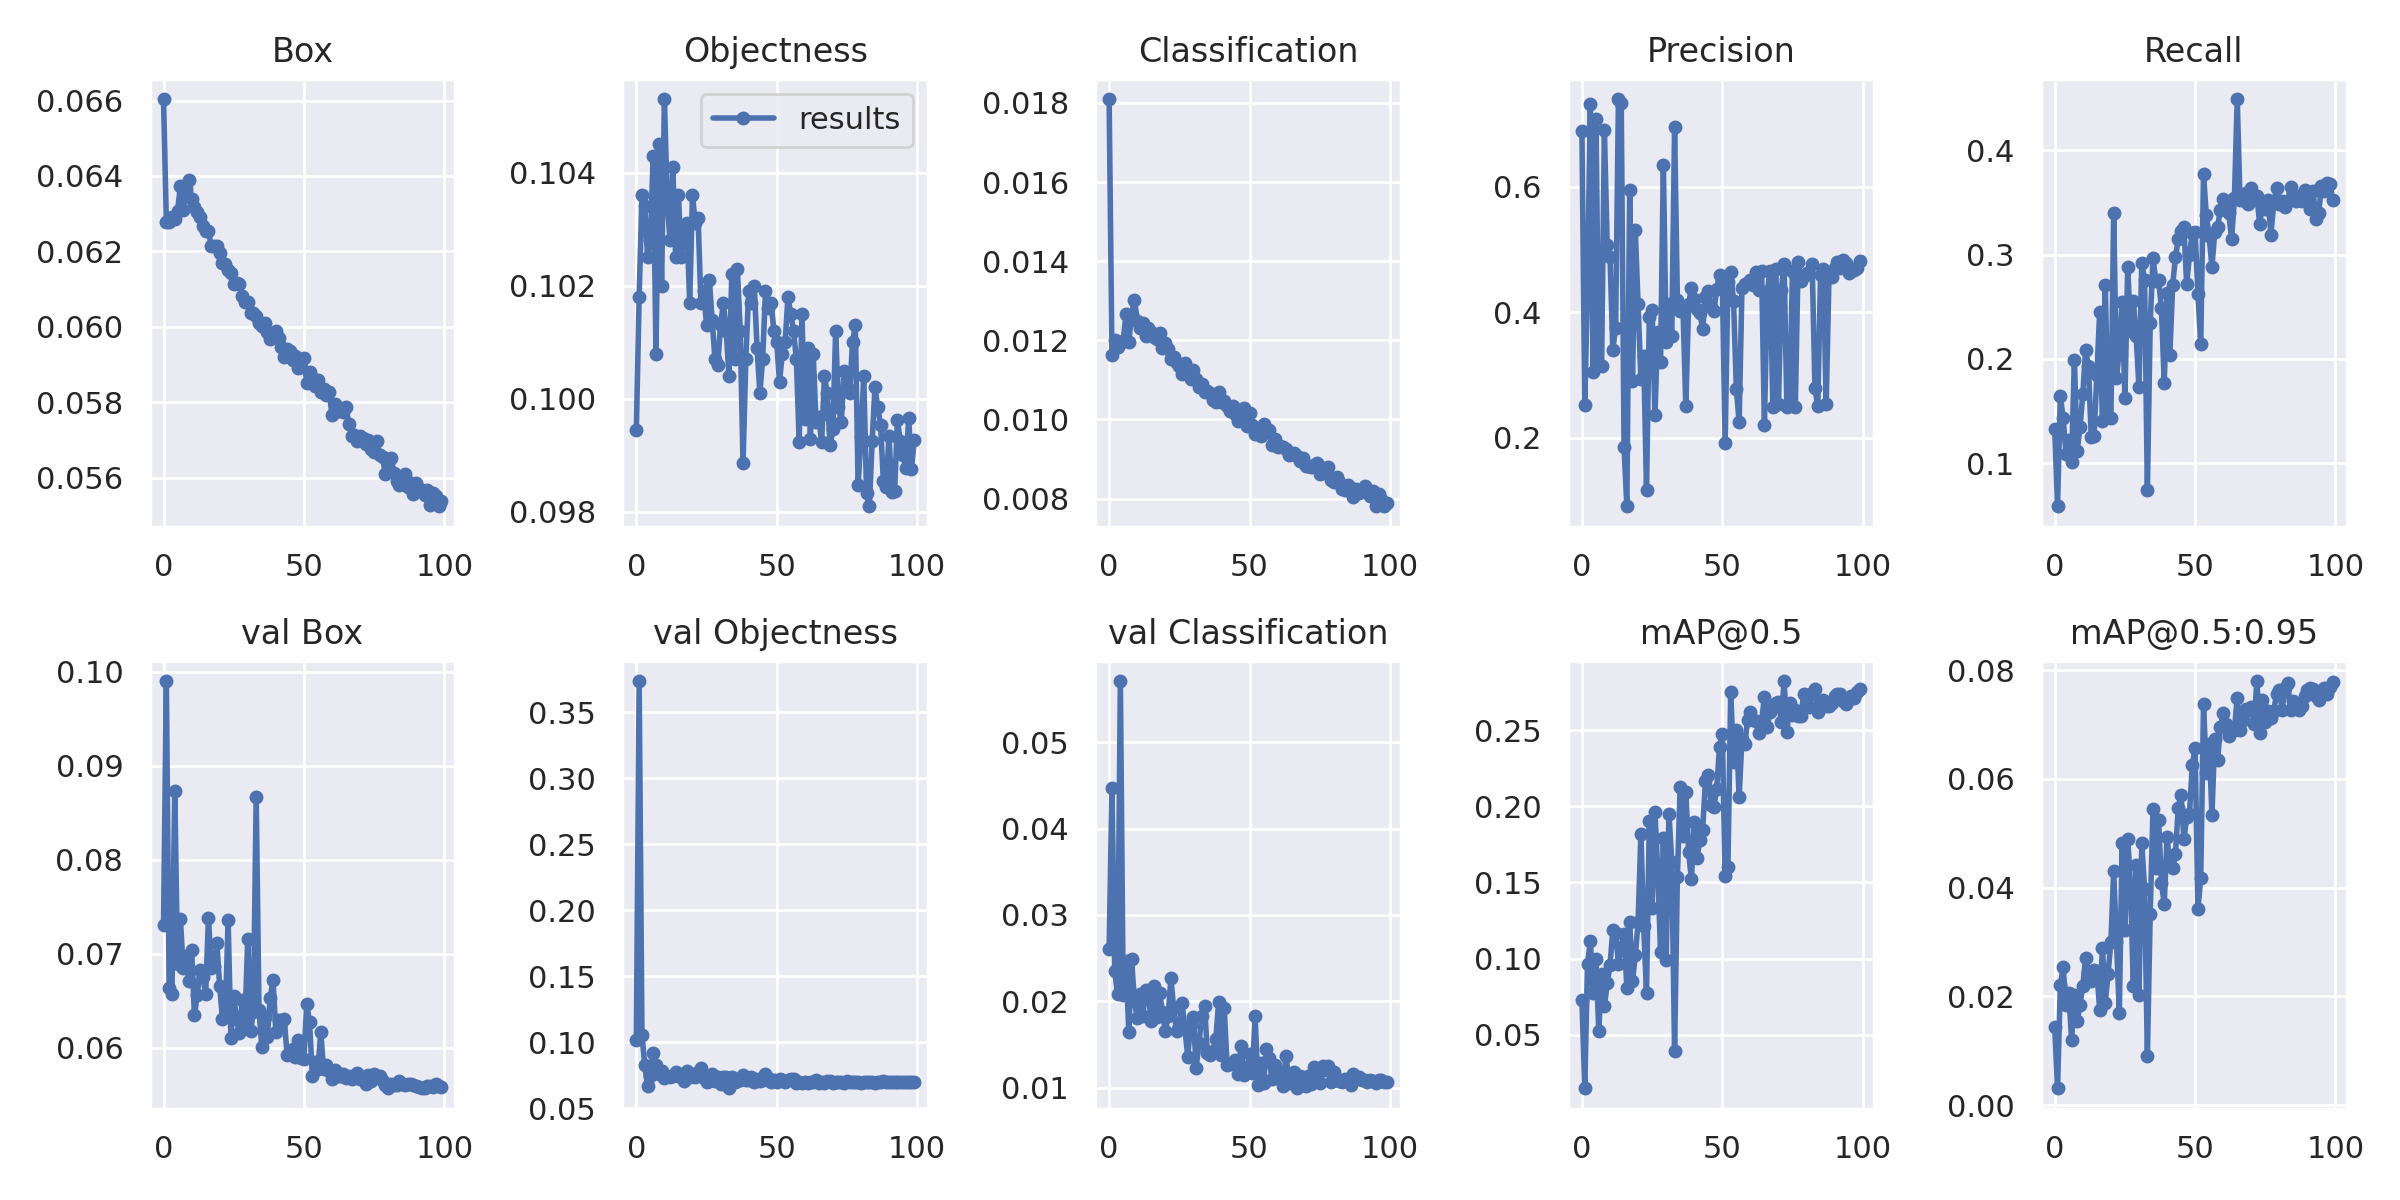 Box
0.066
0.064
0.062
0.060
0.058
0.056
0 50 100
Objectness
results
0.104
0.102
0.100
0.098
0 50 100
Classification
0.018
0.016
0.014
0.012
0.010
0.008
0 50 100
Precision
0.6
0.4
0.2
0 50 100
Recall
0.4
0.3
0.2
0.1
0 50 100
val Box
0.10
0.09
0.08
0.07
0.06
0 50 100
val Objectness
0.35
0.30
0.25
0.20
0.15
0.10
0.05
0 50 100
val Classification
0.05
0.04
0.03
0.02
0.01
0 50 100
mAP@0.5
0.25
0.20
0.15
0.10
0.05
0 50 100
mAP@0.5:0.95
0.08
0.06
0.04
0.02
0.00
0 50 100